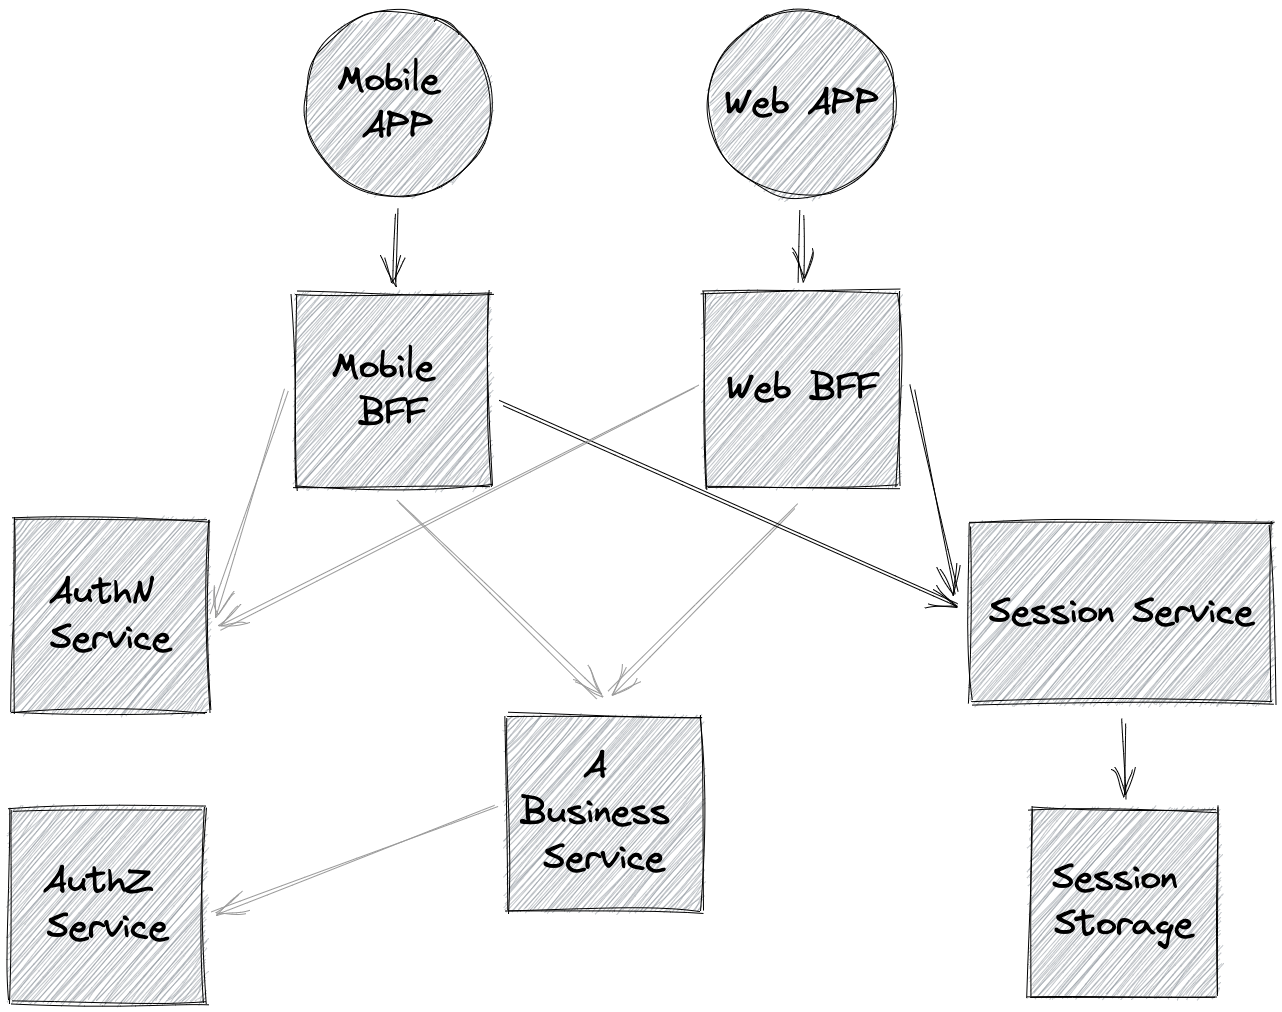 Mobile
APP
Web APP
Mobile
BFF
Web BFF
AuthN
Service
Session Service
A
Business
Service
AuthZ
Service
Session
Storage